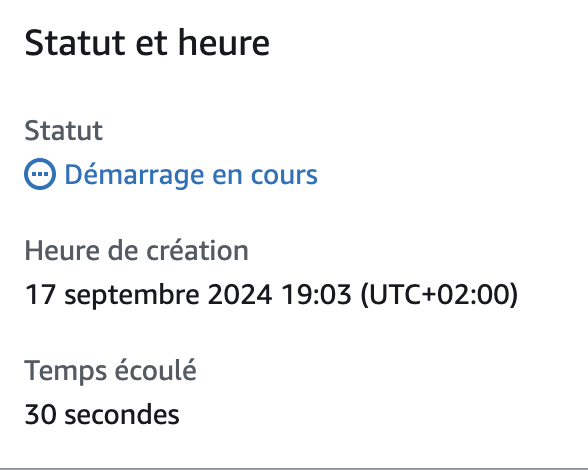 Statut et heure
Statut
Démarrage en cours
Heure de création
17 septembre 2024 19:03 (UTC+02:00)
Temps écoulé
30 secondes